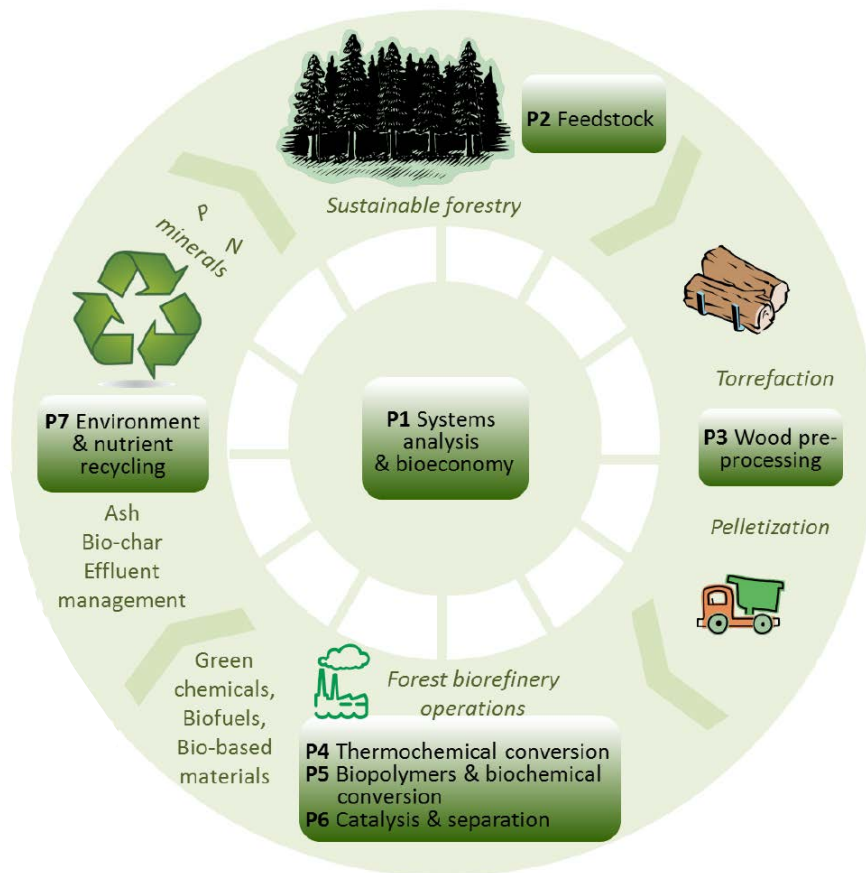 P2 Feedstock
Sustainable forestry
P N
minerals
Torrefaction
P3 Wood pre-
processing
Pelletization
P1 Systems
analysis
& bioeconomy
P7 Environment
& nutrient
recycling
Ash
Bio-char
Effluent
management
Green
chemicals,
Biofuels,
Bio-based
materials
Forest biorefinery
operations
P4 Thermochemical conversion
P5 Biopolymers & biochemical
conversion
P6 Catalysis & separation